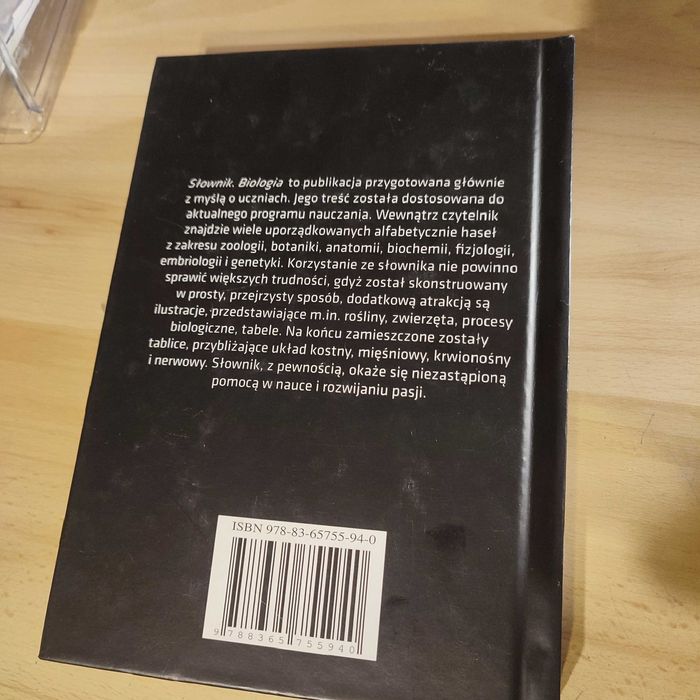 Słownik. Biologia to publikacja przygotowana głównie
z myślą o uczniach. Jego treść została dostosowana do
aktualnego programu nauczania. Wewnątrz czytelnik
znajdzie wiele uporządkowanych alfabetycznie haseł
z zakresu zoologii, botaniki, anatomii, biochemii, fizjologii,
embriologii i genetyki. Korzystanie ze słownika nie powinno
sprawić większych trudności, gdyż został skonstruowany
w prosty, przejrzysty sposób, dodatkową atrakcją są
ilustracje, przedstawiające m.in. rośliny, zwierzęta, procesy
biologiczne, tabele. Na końcu zamieszczone zostały
tablice, przybliżające układ kostny, mięśniowy, krwionośny
i nerwowy. Słownik, z pewnością, okaże się niezastąpioną
pomocą w nauce i rozwijaniu pasji.
ISBN 978-83-65755-94-0
9 788365 755940